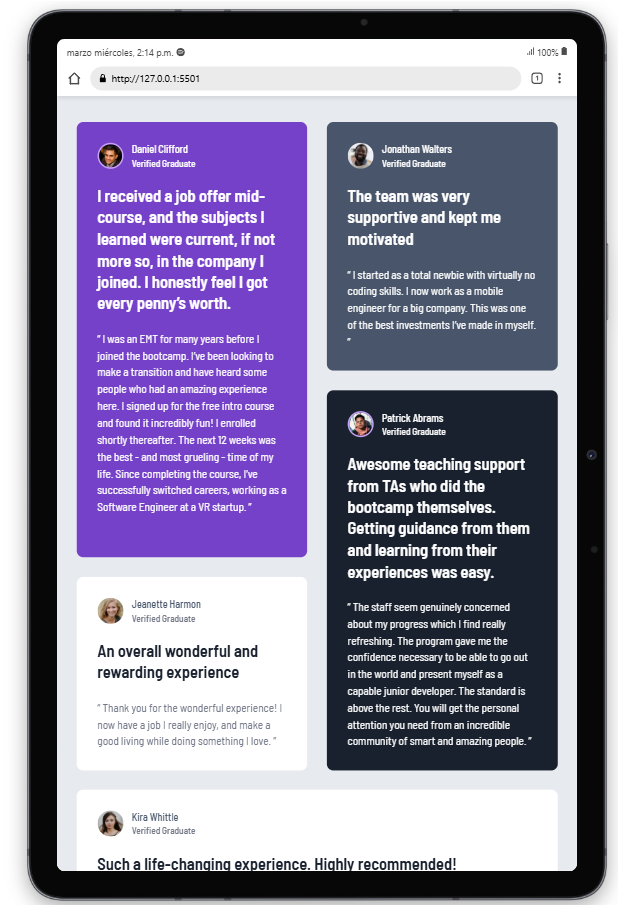 marzo miércoles, 2:14 p.m.
100%
http://127.0.0.1:5501
1
Daniel Clifford
Verified Graduate
I received a job offer mid-
course, and the subjects I
learned were current, if not
more so, in the company I
joined. I honestly feel I got
every penny’s worth.
“ I was an EMT for many years before I
joined the bootcamp. I’ve been looking to
make a transition and have heard some
people who had an amazing experience
here. I signed up for the free intro course
and found it incredibly fun! I enrolled
shortly thereafter. The next 12 weeks was
the best - and most grueling - time of my
life. Since completing the course, I’ve
successfully switched careers, working as a
Software Engineer at a VR startup. ”
Jonathan Walters
Verified Graduate
The team was very
supportive and kept me
motivated
“ I started as a total newbie with virtually no
coding skills. I now work as a mobile
engineer for a big company. This was one
of the best investments I’ve made in myself.
”
Jeanette Harmon
Verified Graduate
An overall wonderful and
rewarding experience
“ Thank you for the wonderful experience! I
now have a job I really enjoy, and make a
good living while doing something I love. ”
Patrick Abrams
Verified Graduate
Awesome teaching support
from TAs who did the
bootcamp themselves.
Getting guidance from them
and learning from their
experiences was easy.
“ The staff seem genuinely concerned
about my progress which I find really
refreshing. The program gave me the
confidence necessary to be able to go out
in the world and present myself as a
capable junior developer. The standard is
above the rest. You will get the personal
attention you need from an incredible
community of smart and amazing people. ”
Kira Whittle
Verified Graduate
Such a life-changing experience. Highly recommended!